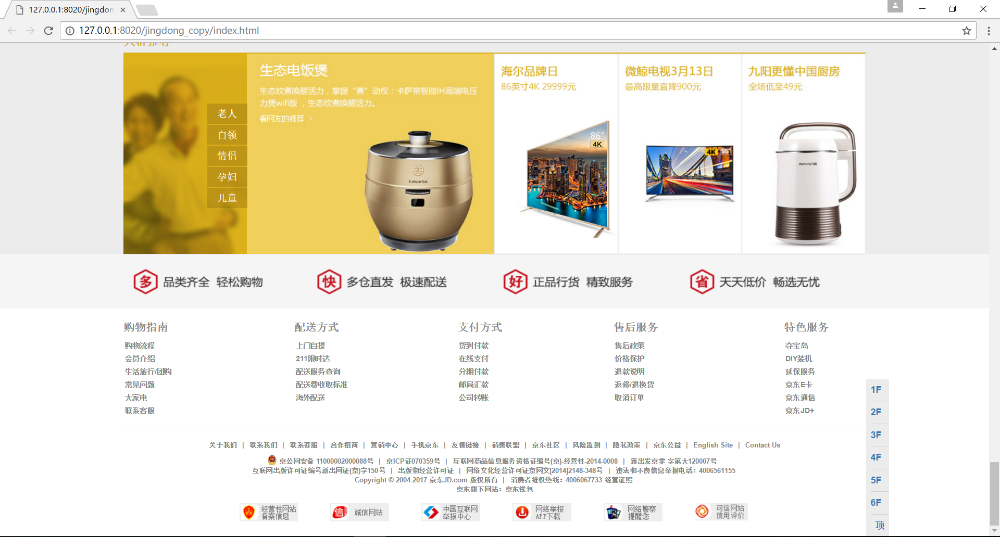 127.0.0.1:8020/jingdon
127.0.0.1:8020/jingdong_copy/index.html
人群推荐
老人
白领
情侣
孕妇
儿童
生态电饭煲
生态炊煮唤醒活力，掌握“煮”动权；卡萨帝智能IH高端电压
力煲wifi版 ，生态炊煮唤醒活力。
看网友的推荐 >
Casarte
海尔品牌日
86英寸4K 29999元
86"
4K
微鲸电视3月13日
最高限量直降900元
4K 55"
九阳更懂中国厨房
全场低至49元
Joyoung九阳
多 品类齐全 轻松购物
快 多仓直发 极速配送
好 正品行货 精致服务
省 天天低价 畅选无忧
购物指南
购物流程
会员介绍
生活旅行/团购
常见问题
大家电
联系客服
配送方式
上门自提
211限时达
配送服务查询
配送费收取标准
海外配送
支付方式
货到付款
在线支付
分期付款
邮局汇款
公司转账
售后服务
售后政策
价格保护
退款说明
返修/退换货
取消订单
特色服务
夺宝岛
DIY装机
延保服务
京东E卡
京东通信
京东JD+
1F
2F
3F
4F
5F
6F
顶
关于我们 | 联系我们 | 联系客服 | 合作招商 | 营销中心 | 手机京东 | 友情链接 | 销售联盟 | 京东社区 | 风险监测 | 隐私政策 | 京东公益 | English Site | Contact Us
京公网安备 11000002000088号 | 京ICP证070359号 | 互联网药品信息服务资格证编号(京)-经营性-2014-0008 | 新出发京零 字第大120007号
互联网出版许可证编号新出网证(京)字150号 | 出版物经营许可证 | 网络文化经营许可证京网文[2014]2148-348号 | 违法和不良信息举报电话：4006561155
Copyright © 2004-2017 京东JD.com 版权所有 | 消费者维权热线：4006067733 经营证照
京东旗下网站：京东钱包
经营性网站
备案信息
诚信网站
中国互联网
举报中心
网络举报
APP下载
网络警察
提醒您
可信网站
信用评价